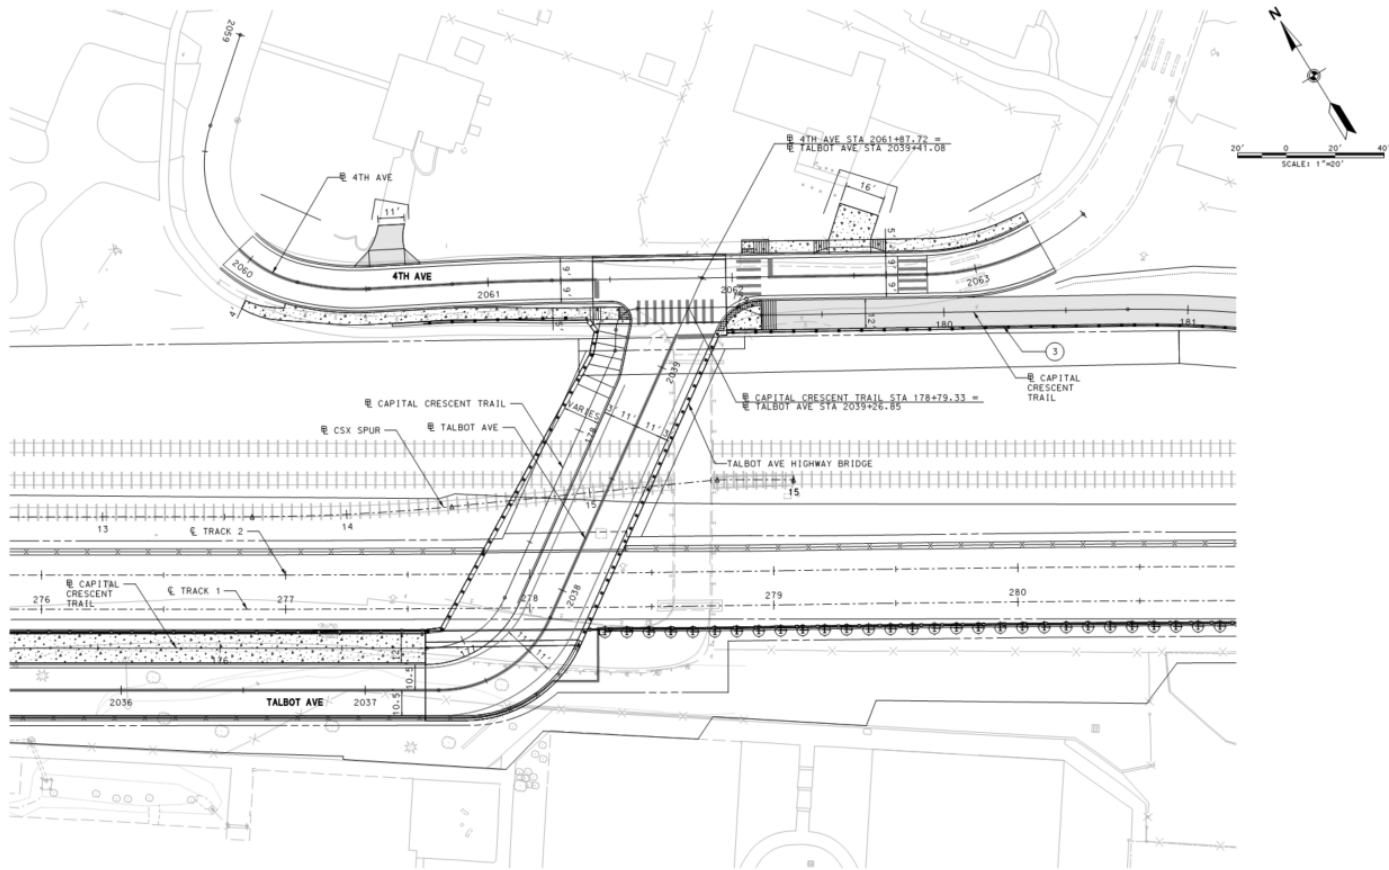 2059
N
20' 0 20' 40'
SCALE: 1"=20'
℄ 4TH AVE STA 2061+87.72 =
℄ TALBOT AVE STA 2039+41.08
℄ 4TH AVE
16'
11'
5'
2060
4TH AVE
2061
9'
9'
2062
9'
9'
2063
4'
5'
12'
180
181
3
2039
℄ CAPITAL
CRESCENT
TRAIL
℄ CAPITAL CRESCENT TRAIL STA 178+79.33 =
℄ TALBOT AVE STA 2039+26.85
℄ CAPITAL CRESCENT TRAIL
VARIES
11'
11'
178
℄ CSX SPUR
℄ TALBOT AVE
TALBOT AVE HIGHWAY BRIDGE
13
14
15
15
℄ TRACK 2
℄ CAPITAL
CRESCENT
TRAIL
℄ TRACK 1
276
277
278
279
280
2038
176
12'
177
11'
11'
10.5
10.5
2036
TALBOT AVE
2037